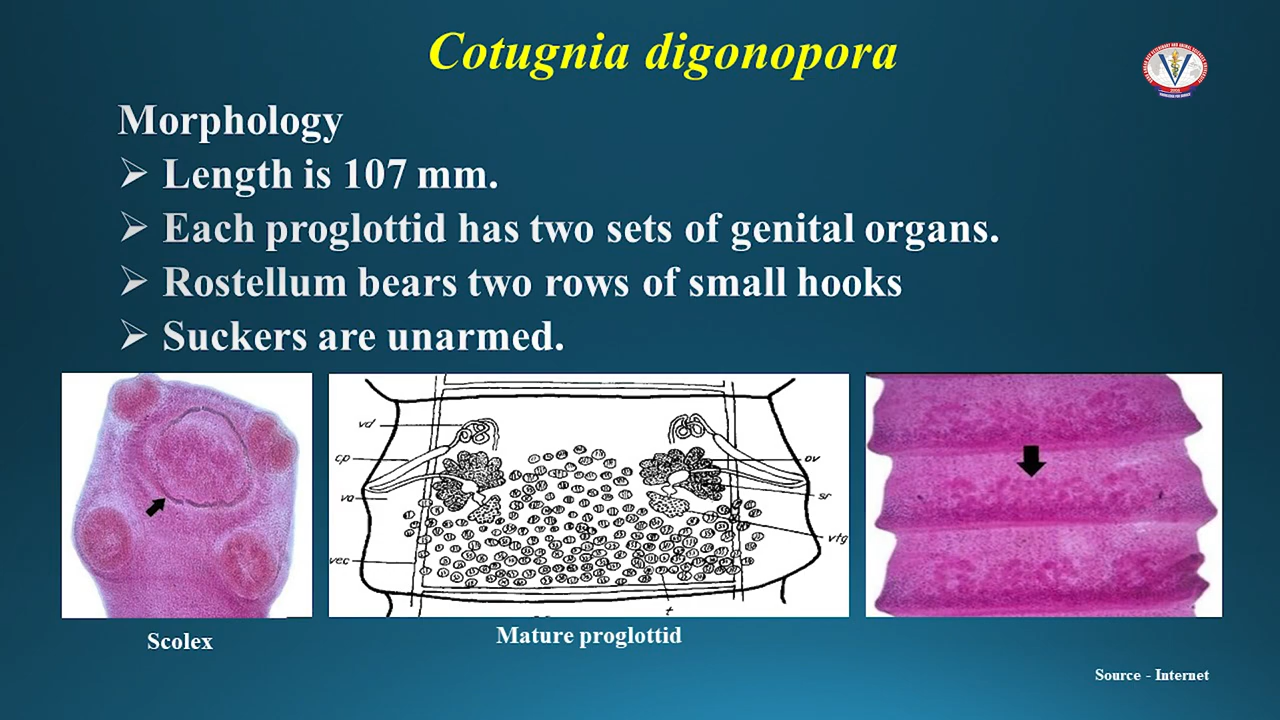 Cotugnia digonopora
Morphology
➢ Length is 107 mm.
➢ Each proglottid has two sets of genital organs.
➢ Rostellum bears two rows of small hooks
➢ Suckers are unarmed.
vd
cp
va
vec
ov
sr
vtg
t
Scolex
Mature proglottid
Source - Internet